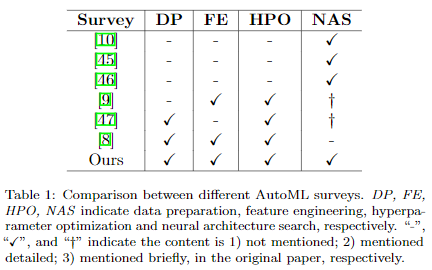 Survey DP FE HPO NAS
[10] - - - ✓
[45] - - - ✓
[46] - - - ✓
[9] - ✓ ✓ †
[47] ✓ - ✓ †
[8] ✓ ✓ ✓ -
Ours ✓ ✓ ✓ ✓
Table 1: Comparison between different AutoML surveys. DP, FE,
HPO, NAS indicate data preparation, feature engineering, hyperpa-
rameter optimization and neural architecture search, respectively. “-”,
“✓”, and “†” indicate the content is 1) not mentioned; 2) mentioned
detailed; 3) mentioned briefly, in the original paper, respectively.